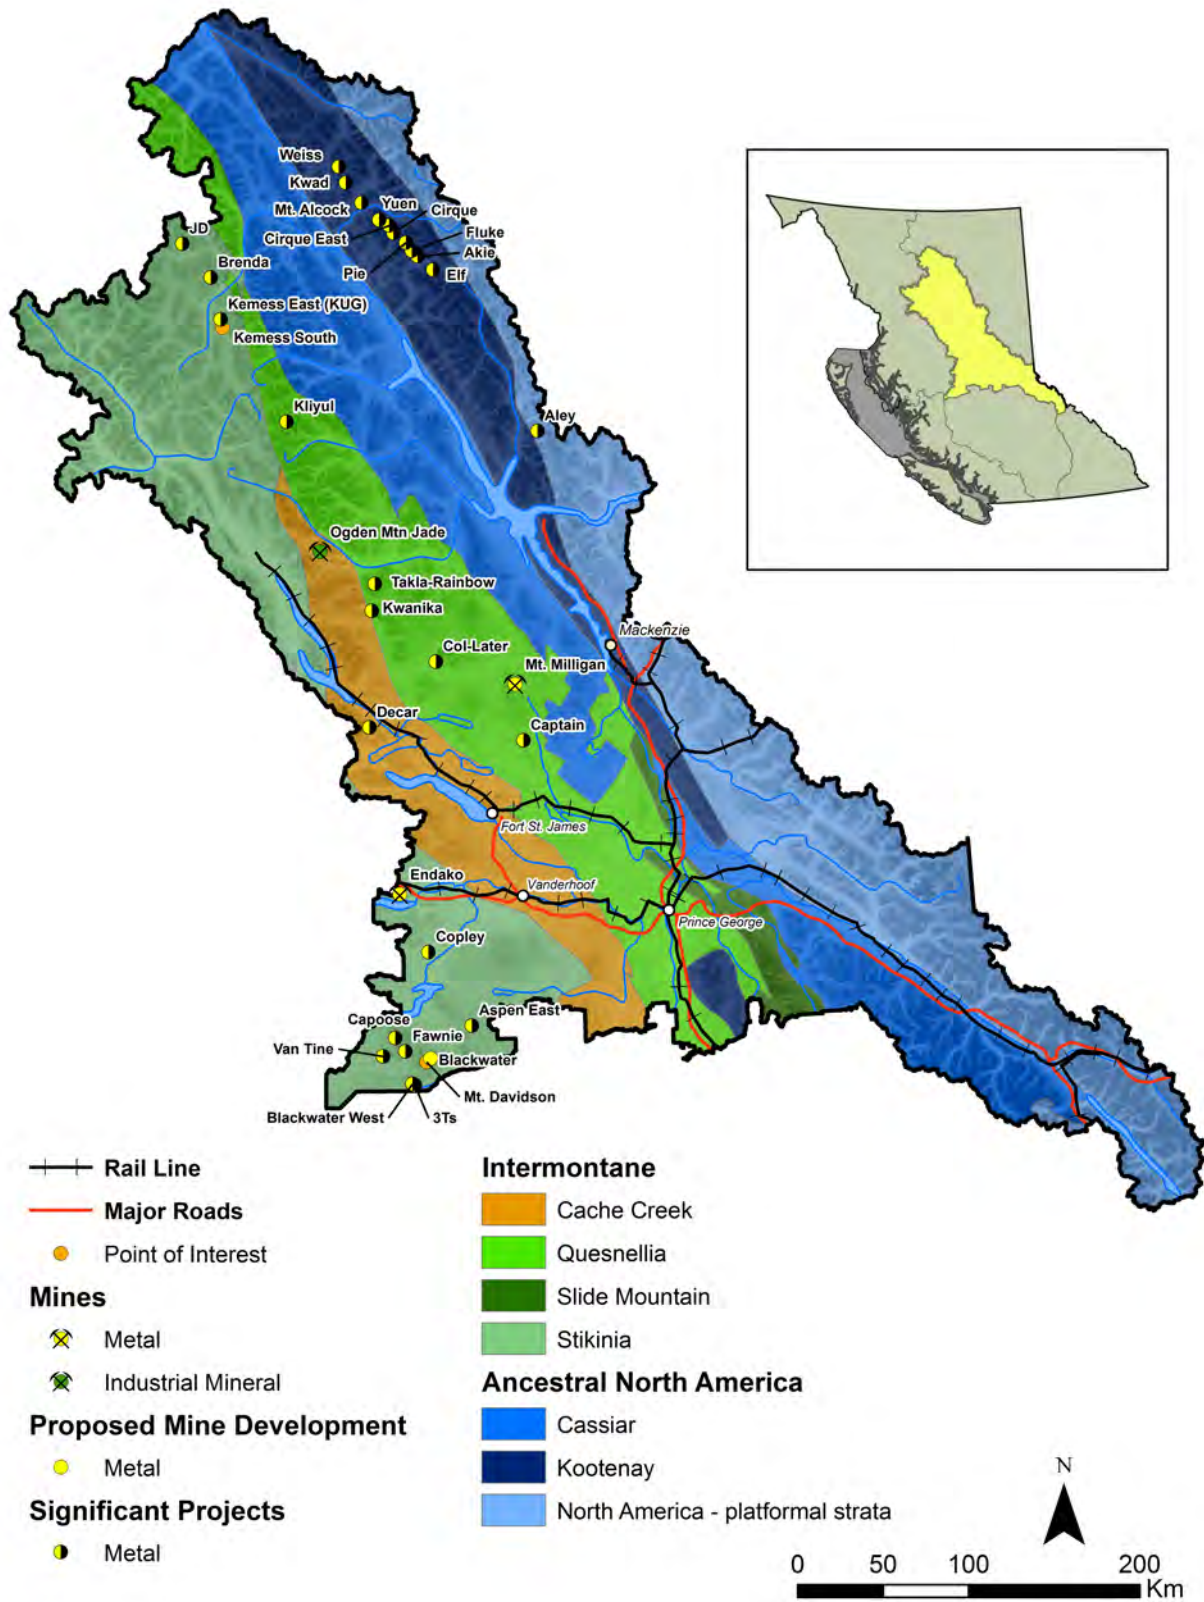 Weiss
Kwad
Mt. Alcock
Yuen
Cirque
Cirque East
Fluke
Akie
Pie
Elf
JD
Brenda
Kemess East (KUG)
Kemess South
Kliyul
Aley
Ogden Mtn Jade
Takla-Rainbow
Kwanika
Mackenzie
Col-Later
Mt. Milligan
Decar
Captain
Fort St. James
Endako
Vanderhoof
Prince George
Copley
Aspen East
Capoose
Fawnie
Van Tine
Blackwater
Mt. Davidson
Blackwater West
3Ts
Rail Line
Major Roads
Point of Interest
Mines
Metal
Industrial Mineral
Proposed Mine Development
Metal
Significant Projects
Metal
Intermontane
Cache Creek
Quesnellia
Slide Mountain
Stikinia
Ancestral North America
Cassiar
Kootenay
North America - platformal strata
N
0 50 100 200
Km